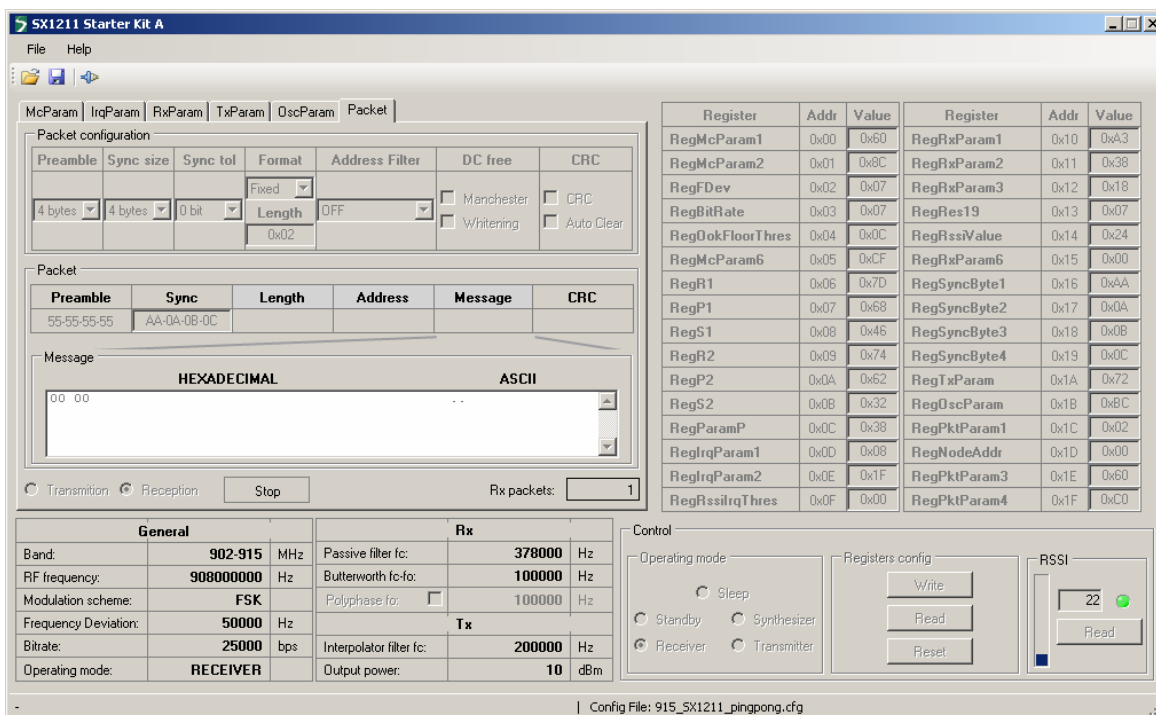 SX1211 Starter Kit A
File Help
McParam IrqParam RxParam TxParam OscParam Packet
Packet configuration
Preamble Sync size Sync tol Format Address Filter DC free CRC
4 bytes 4 bytes 0 bit Fixed OFF Manchester CRC
Length Whitening Auto Clear
0x02
Packet
Preamble Sync Length Address Message CRC
55-55-55-55 AA-0A-0B-0C
Message
HEXADECIMAL ASCII
00 00 ..
Transmition Reception Stop Rx packets: 1
Register Addr Value Register Addr Value
RegMcParam1 0x00 0x60 RegRxParam1 0x10 0xA3
RegMcParam2 0x01 0x8C RegRxParam2 0x11 0x38
RegFDev 0x02 0x07 RegRxParam3 0x12 0x18
RegBitRate 0x03 0x07 RegRes19 0x13 0x07
RegOokFloorThres 0x04 0x0C RegRssiValue 0x14 0x24
RegMcParam6 0x05 0xCF RegRxParam6 0x15 0x00
RegR1 0x06 0x7D RegSyncByte1 0x16 0xAA
RegP1 0x07 0x68 RegSyncByte2 0x17 0x0A
RegS1 0x08 0x46 RegSyncByte3 0x18 0x0B
RegR2 0x09 0x74 RegSyncByte4 0x19 0x0C
RegP2 0x0A 0x62 RegTxParam 0x1A 0x72
RegS2 0x0B 0x32 RegOscParam 0x1B 0xBC
RegParamP 0x0C 0x38 RegPktParam1 0x1C 0x02
RegIrqParam1 0x0D 0x08 RegNodeAddr 0x1D 0x00
RegIrqParam2 0x0E 0x1F RegPktParam3 0x1E 0x60
RegRssiIrqThres 0x0F 0x00 RegPktParam4 0x1F 0xC0
General
Band: 902-915 MHz
RF frequency: 908000000 Hz
Modulation scheme: FSK
Frequency Deviation: 50000 Hz
Bitrate: 25000 bps
Operating mode: RECEIVER
Rx
Passive filter fc: 378000 Hz
Butterworth fc-fo: 100000 Hz
Polyphase fo: 100000 Hz
Tx
Interpolator filter fc: 200000 Hz
Output power: 10 dBm
Control
Operating mode
Sleep
Standby Synthesizer
Receiver Transmitter
Registers config
Write
Read
Reset
RSSI
22
Read
- Config File: 915_SX1211_pingpong.cfg